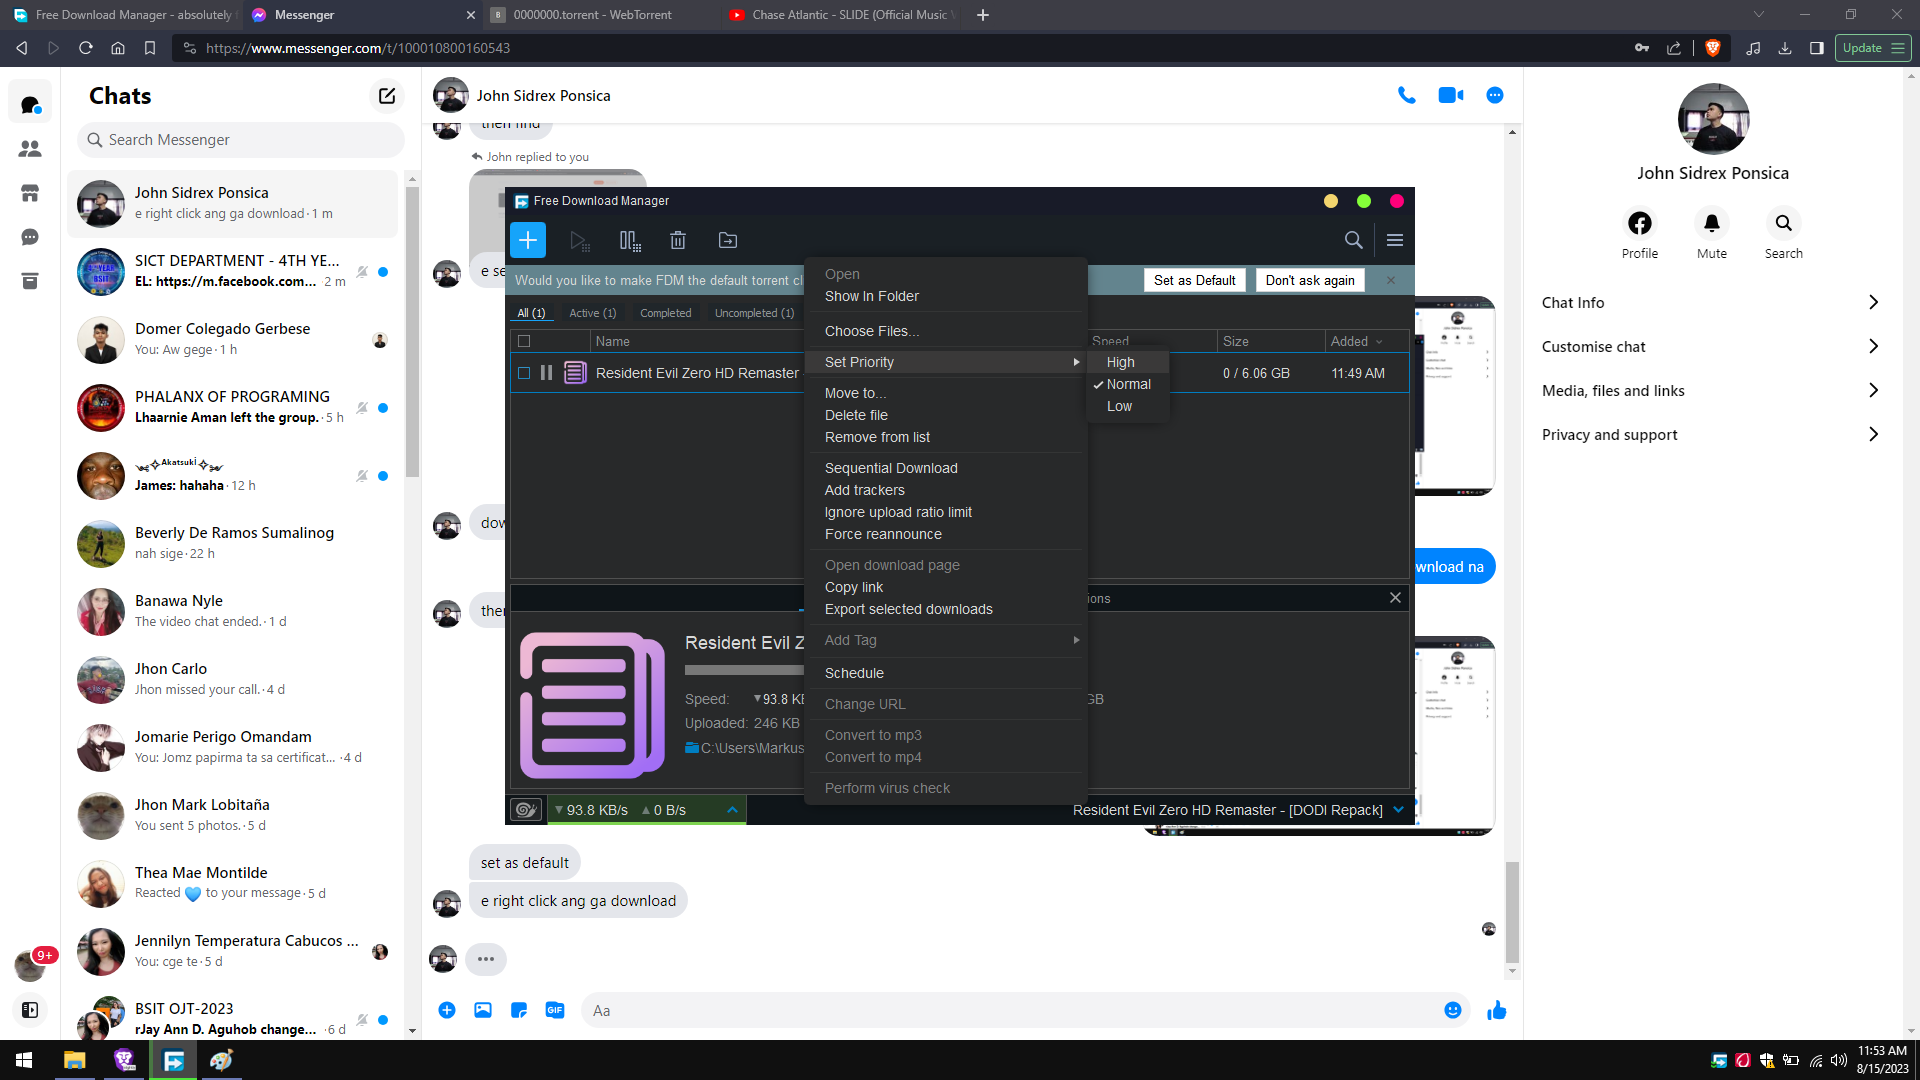 Free Download Manager - absolutely
Messenger
0000000.torrent - WebTorrent
Chase Atlantic - SLIDE (Official Music V
https://www.messenger.com/t/100010800160543
Update
Chats
Search Messenger
John Sidrex Ponsica
e right click ang ga download · 1 m
SICT DEPARTMENT - 4TH YE...
EL: https://m.facebook.com... · 2 m
Domer Colegado Gerbese
You: Aw gege · 1 h
PHALANX OF PROGRAMING
Lhaarnie Aman left the group. · 5 h
James: hahaha · 12 h
Beverly De Ramos Sumalinog
nah sige · 22 h
Banawa Nyle
The video chat ended. · 1 d
Jhon Carlo
Jhon missed your call. · 4 d
Jomarie Perigo Omandam
You: Jomz papirma ta sa certificat... · 4 d
Jhon Mark Lobitaña
You sent 5 photos. · 5 d
Thea Mae Montilde
Reacted 💙 to your message · 5 d
Jennilyn Temperatura Cabucos ...
You: cge te · 5 d
BSIT OJT-2023
rJay Ann D. Aguhob change... · 6 d
9+
John Sidrex Ponsica
then find
John replied to you
e se
dow
wnload na
ther
set as default
e right click ang ga download
Aa
GIF
Free Download Manager
Would you like to make FDM the default torrent cl
Set as Default
Don't ask again
All (1)
Active (1)
Completed
Uncompleted (1)
Name
Speed
Size
Added
Resident Evil Zero HD Remaster -
0 / 6.06 GB
11:49 AM
Open
Show In Folder
Choose Files...
Set Priority
High
Normal
Low
Move to...
Delete file
Remove from list
Sequential Download
Add trackers
Ignore upload ratio limit
Force reannounce
Open download page
Copy link
Export selected downloads
Add Tag
Schedule
Change URL
Convert to mp3
Convert to mp4
Perform virus check
ions
Resident Evil Z
Speed: 93.8 KB
GB
Uploaded: 246 KB
C:\Users\Markus
93.8 KB/s 0 B/s
Resident Evil Zero HD Remaster - [DODI Repack]
John Sidrex Ponsica
Profile
Mute
Search
Chat Info
Customise chat
Media, files and links
Privacy and support
11:53 AM
8/15/2023